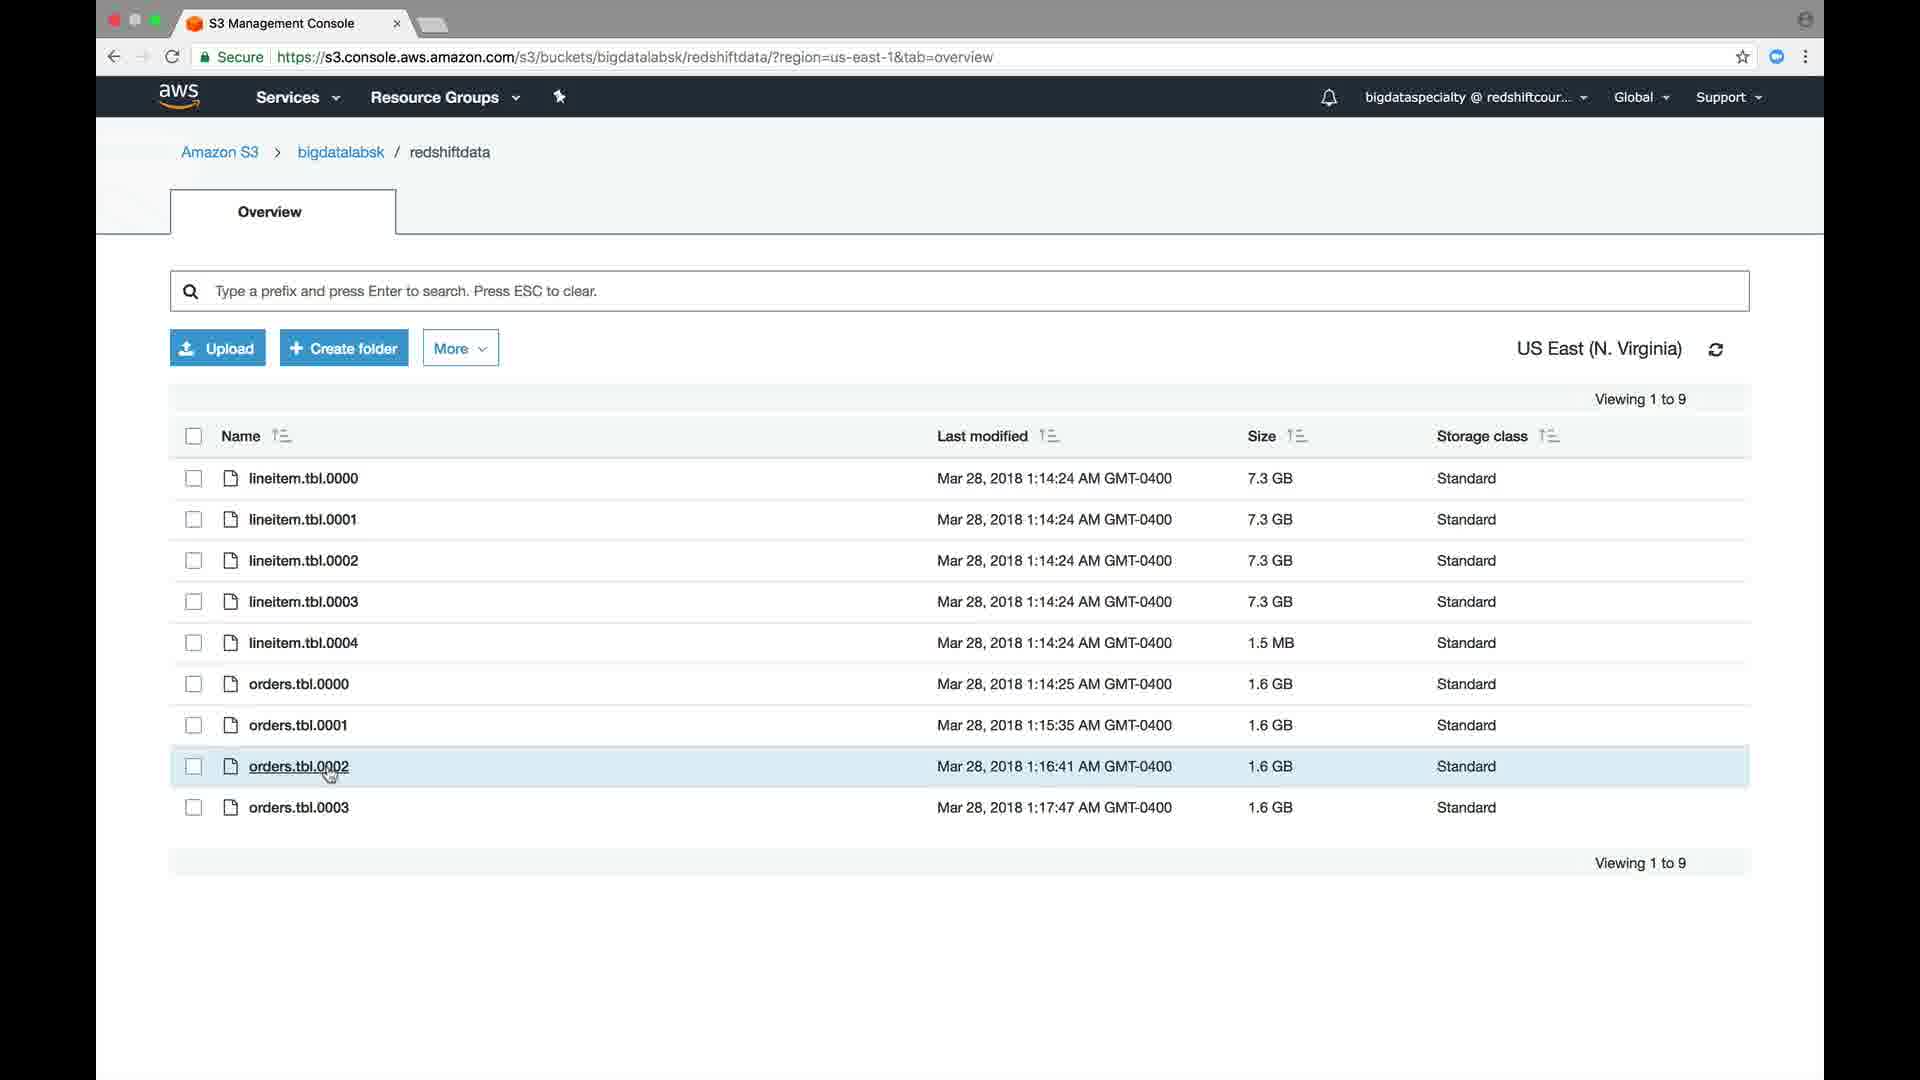 S3 Management Console
Secure https://s3.console.aws.amazon.com/s3/buckets/bigdatalabsk/redshiftdata/?region=us-east-1&tab=overview
aws Services Resource Groups bigdataspecialty @ redshiftcour... Global Support
Amazon S3 > bigdatalabsk / redshiftdata
Overview
Type a prefix and press Enter to search. Press ESC to clear.
Upload + Create folder More US East (N. Virginia)
Viewing 1 to 9
Name Last modified Size Storage class
lineitem.tbl.0000 Mar 28, 2018 1:14:24 AM GMT-0400 7.3 GB Standard
lineitem.tbl.0001 Mar 28, 2018 1:14:24 AM GMT-0400 7.3 GB Standard
lineitem.tbl.0002 Mar 28, 2018 1:14:24 AM GMT-0400 7.3 GB Standard
lineitem.tbl.0003 Mar 28, 2018 1:14:24 AM GMT-0400 7.3 GB Standard
lineitem.tbl.0004 Mar 28, 2018 1:14:24 AM GMT-0400 1.5 MB Standard
orders.tbl.0000 Mar 28, 2018 1:14:25 AM GMT-0400 1.6 GB Standard
orders.tbl.0001 Mar 28, 2018 1:15:35 AM GMT-0400 1.6 GB Standard
orders.tbl.0002 Mar 28, 2018 1:16:41 AM GMT-0400 1.6 GB Standard
orders.tbl.0003 Mar 28, 2018 1:17:47 AM GMT-0400 1.6 GB Standard
Viewing 1 to 9